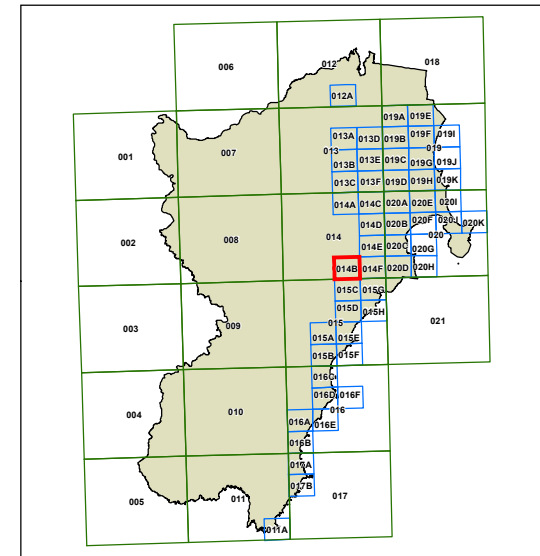 006 012 018
012A
019A 019E
001 007 013A 013D 019B 019F 019I
013 019
013B 013E 019C 019G 019J
013C 013F 019D 019H 019K
014A 014C 020A 020E 020I
002 008 014 014D 020B 020F 020J 020K
020
014E 020C 020G
014B 014F 020D 020H
015C 015G
003 009 015D 015H 021
015
015A 015E
015B 015F
016C
004 010 016D 016F
016
016A 016E
016B
017A
005 011 017B 017
011A